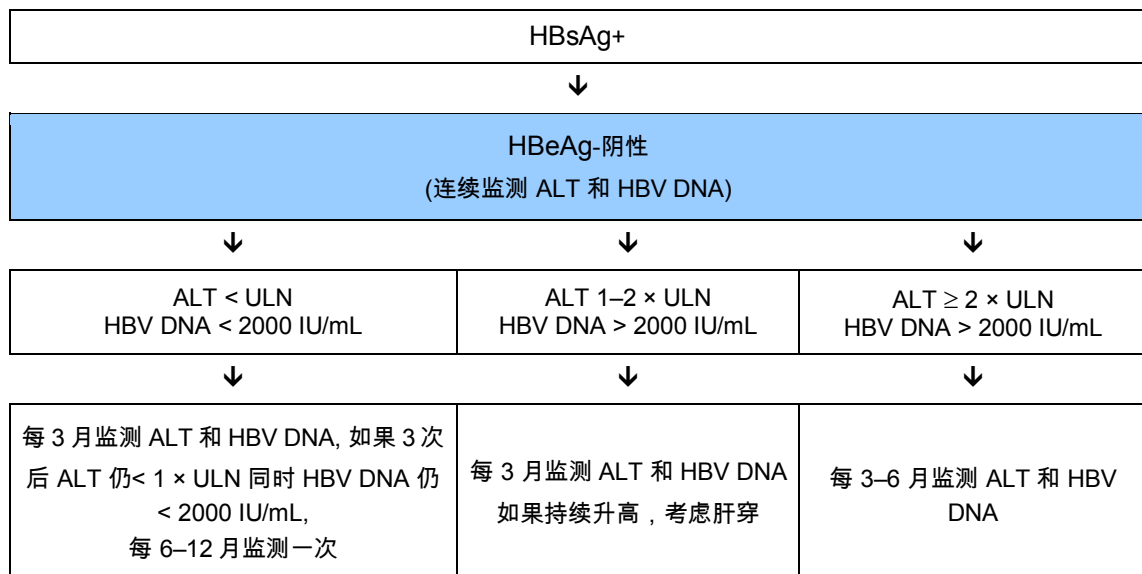 HBsAg+
HBeAg-阴性
(连续监测 ALT 和 HBV DNA)
ALT < ULN
HBV DNA < 2000 IU/mL
ALT 1–2 × ULN
HBV DNA > 2000 IU/mL
ALT ≥ 2 × ULN
HBV DNA > 2000 IU/mL
每 3 月监测 ALT 和 HBV DNA, 如果 3 次
后 ALT 仍< 1 × ULN 同时 HBV DNA 仍
< 2000 IU/mL,
每 6–12 月监测一次
每 3 月监测 ALT 和 HBV DNA
如果持续升高，考虑肝穿
每 3–6 月监测 ALT 和 HBV
DNA